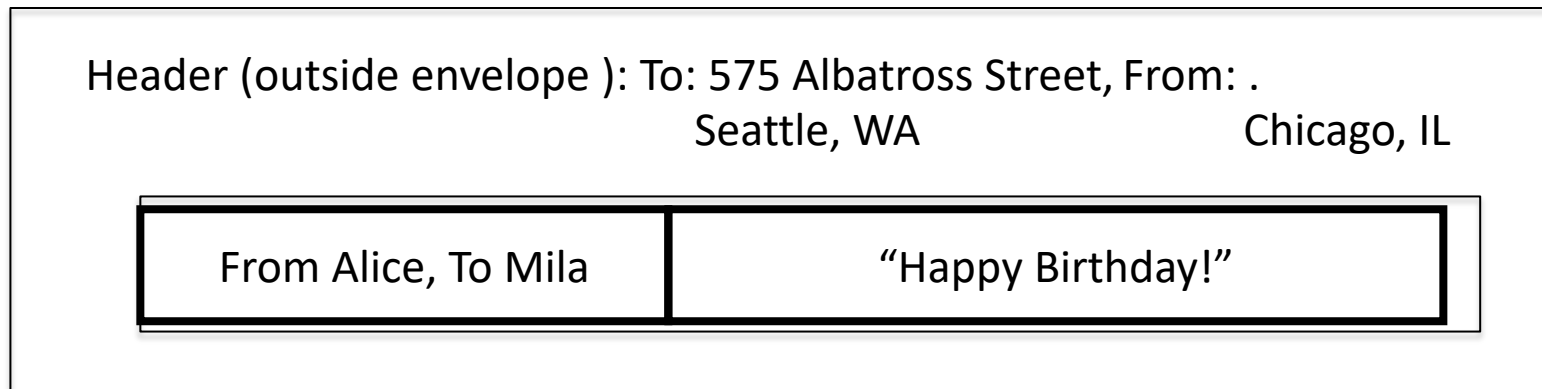 Header (outside envelope ): To: 575 Albatross Street, From: .
Seattle, WA Chicago, IL
From Alice, To Mila “Happy Birthday!”